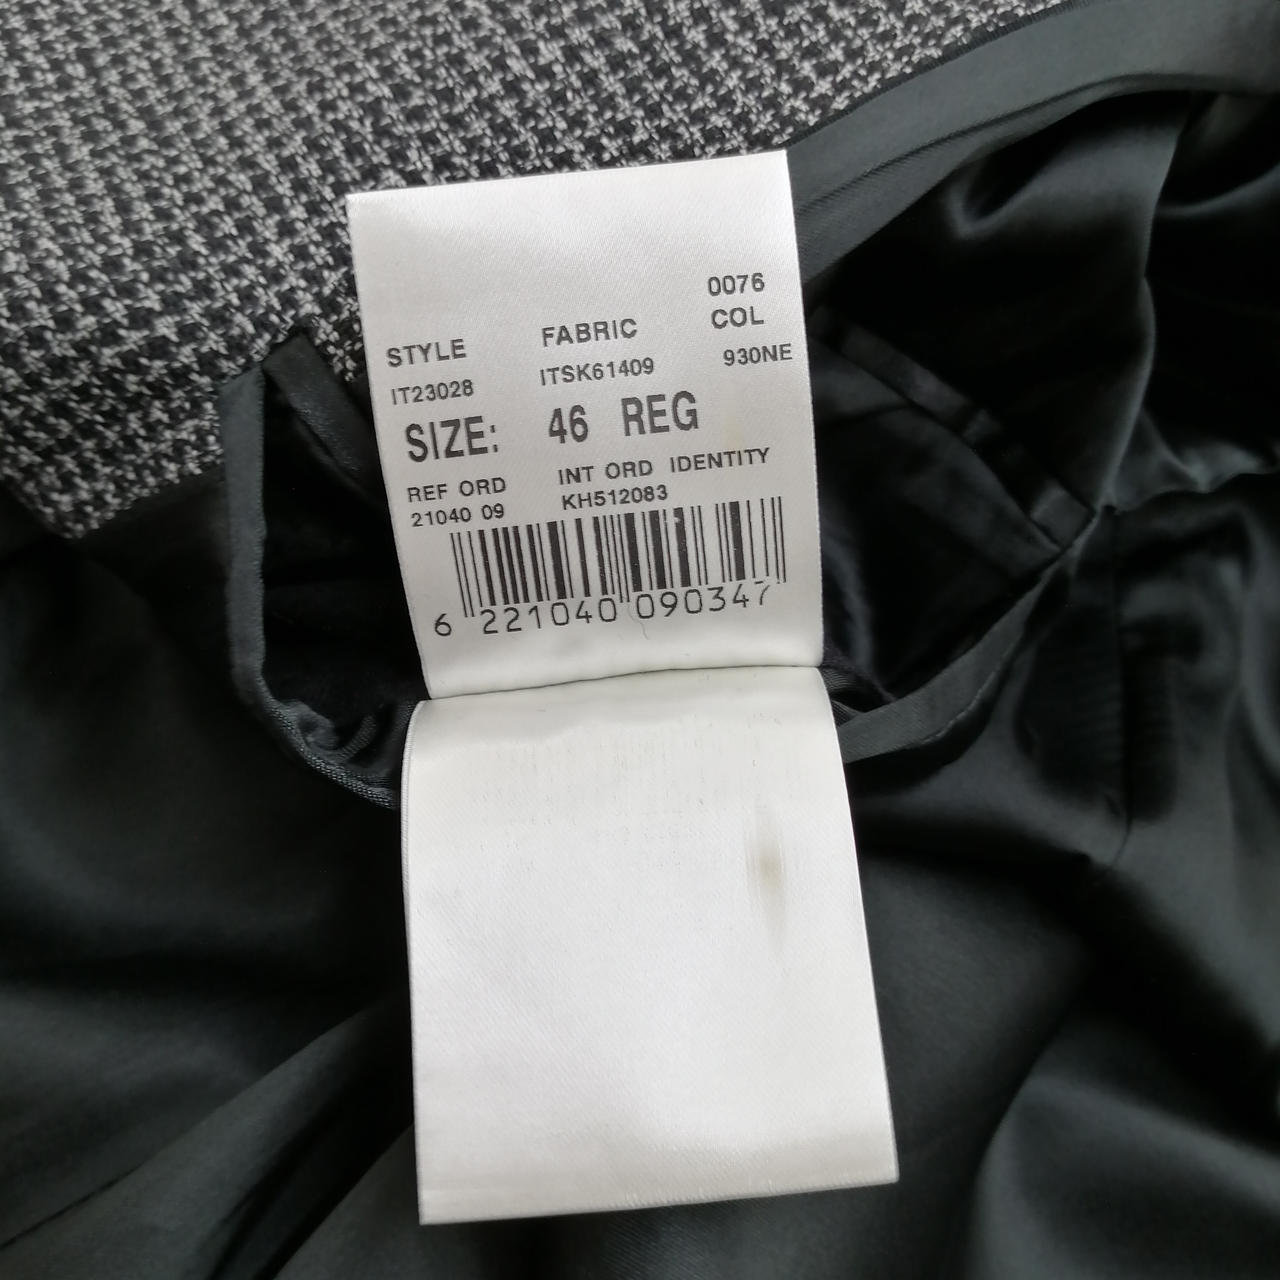 0076
STYLE FABRIC COL
IT23028 ITSK61409 930NE
SIZE: 46 REG
REF ORD INT ORD IDENTITY
21040 09 KH512083
6 221040 090347